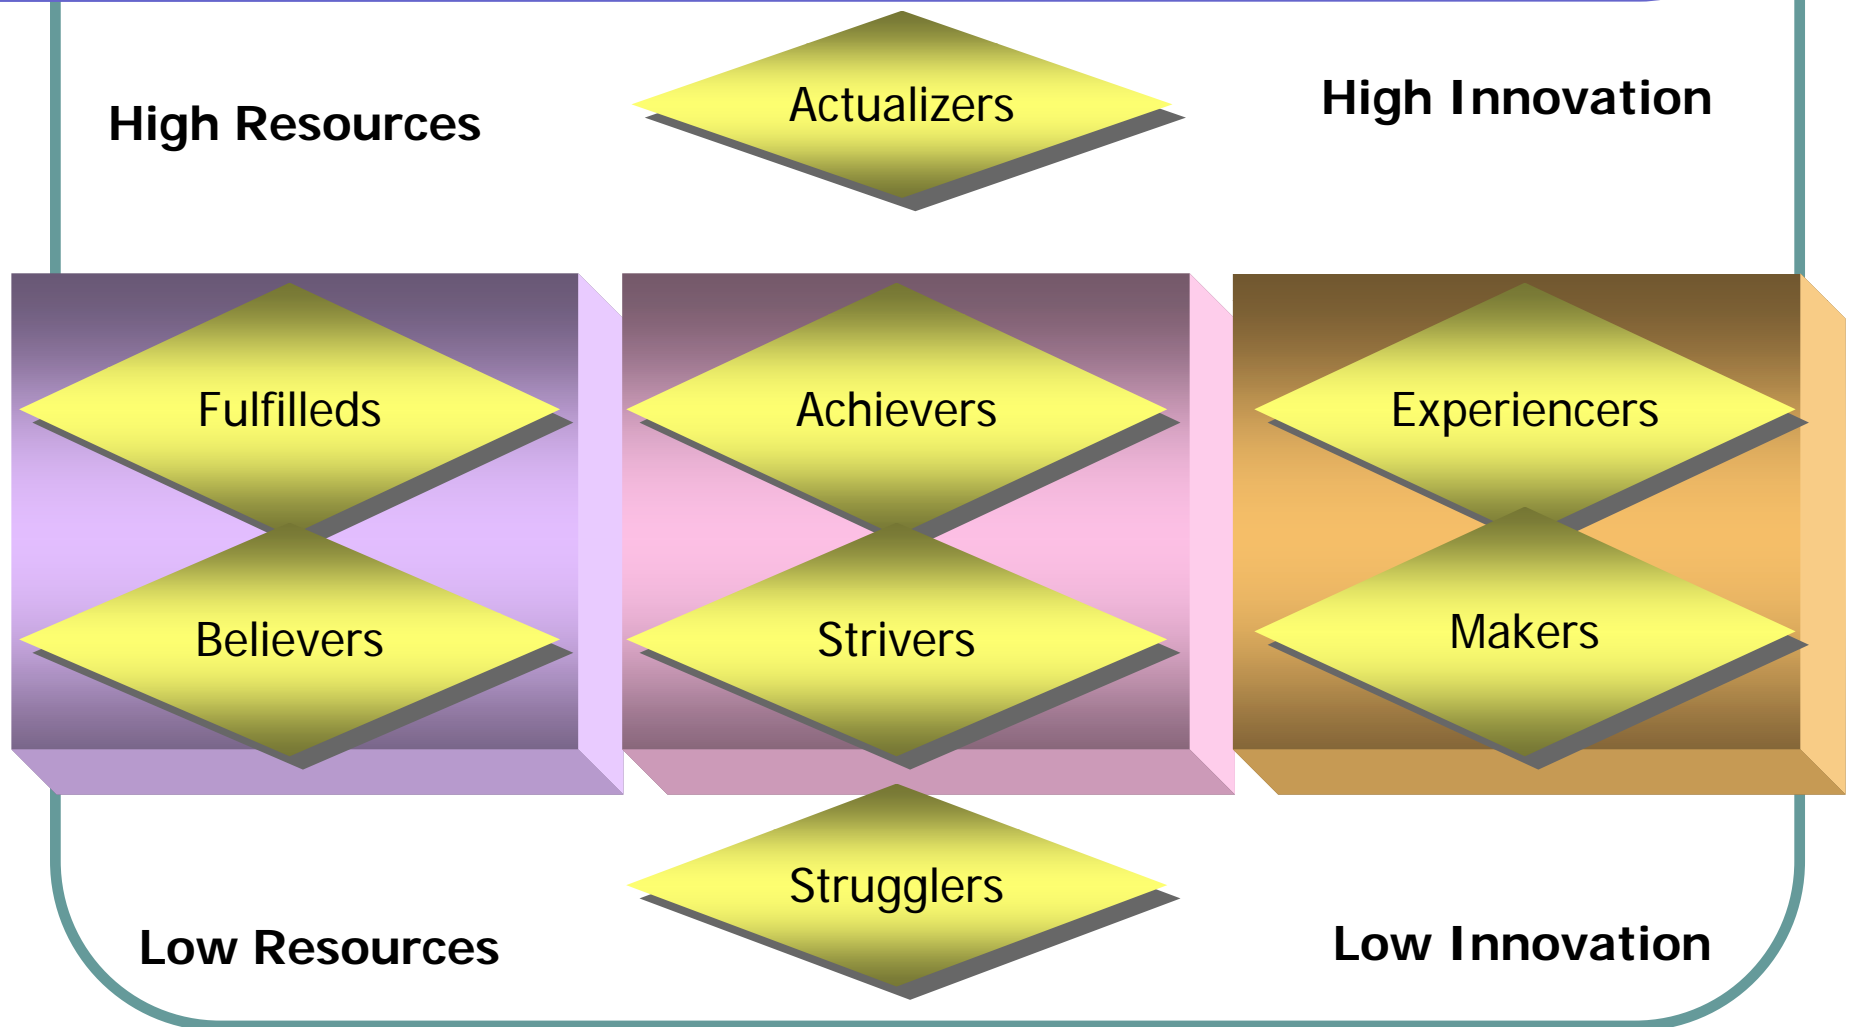 Actualizers
High Resources
High Innovation
Fulfilleds
Achievers
Experiencers
Believers
Strivers
Makers
Strugglers
Low Resources
Low Innovation